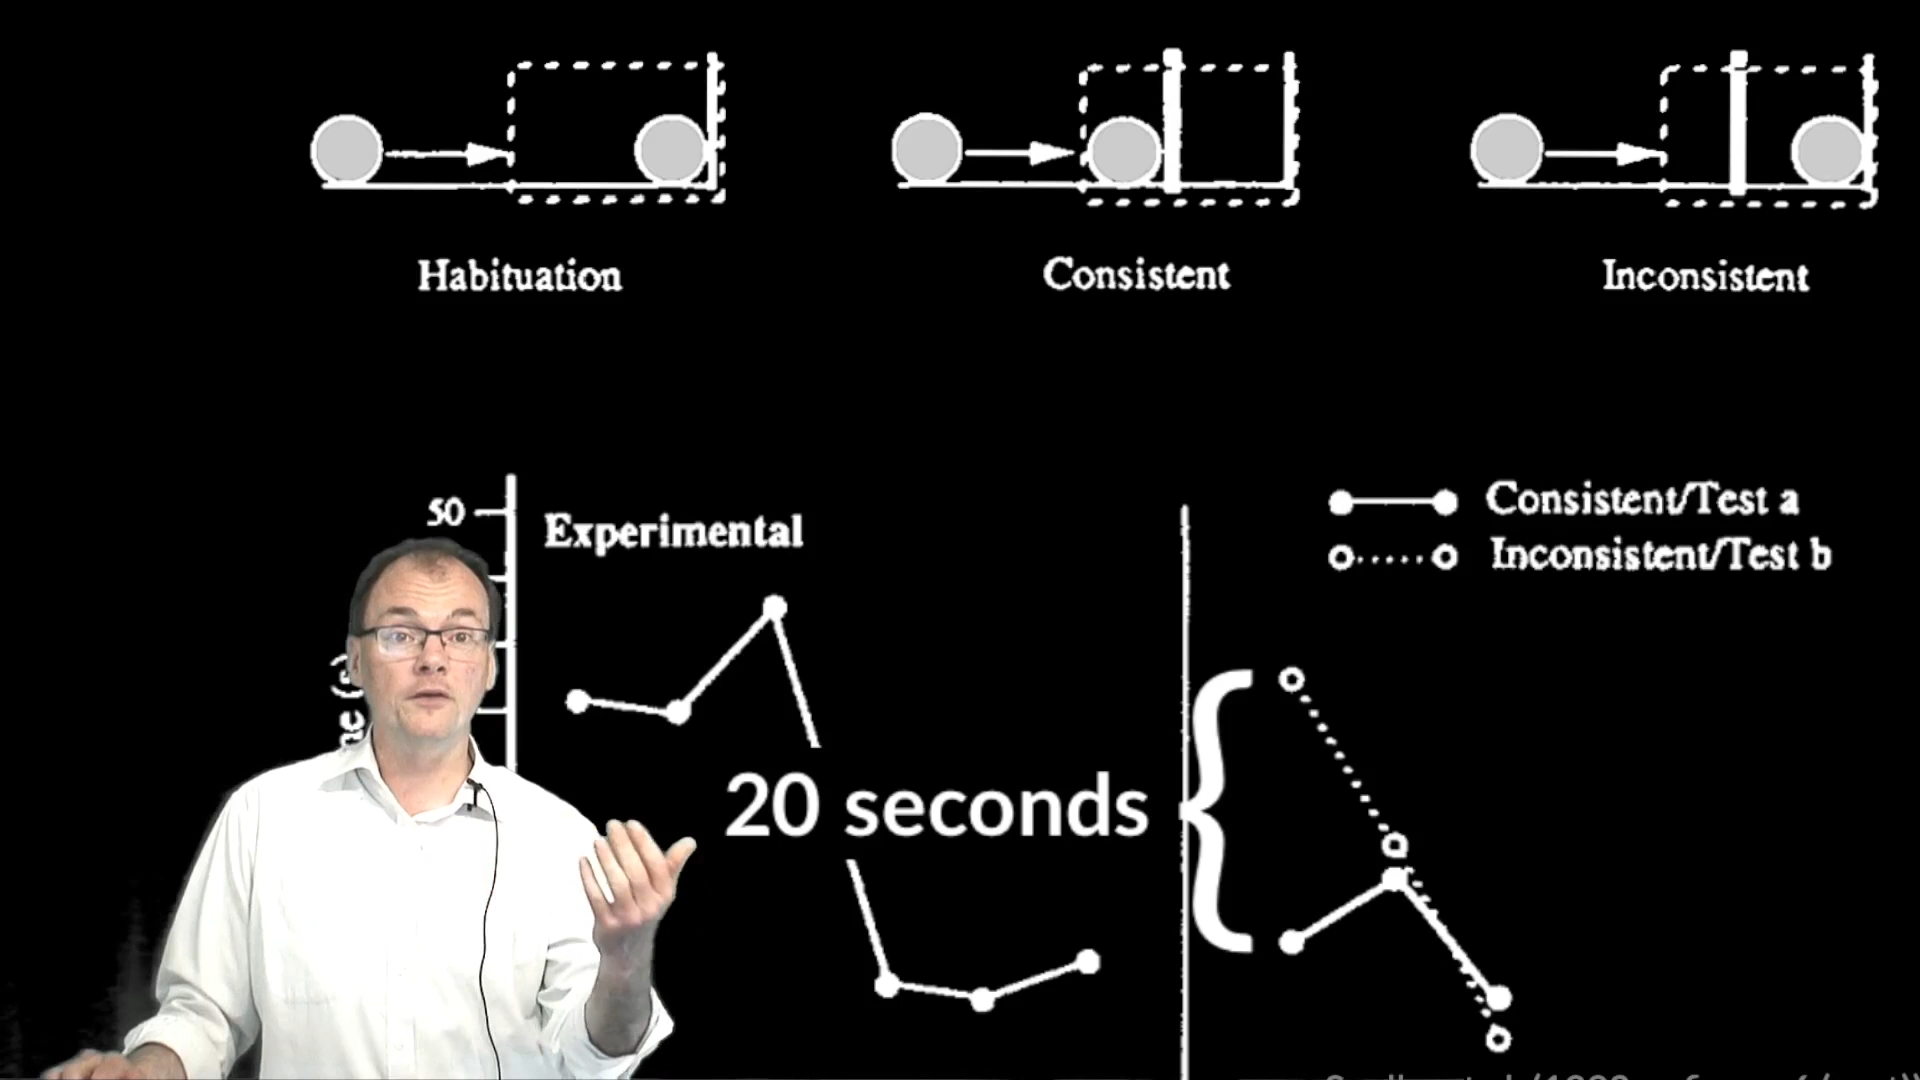 Habituation
Consistent
Inconsistent
50
Experimental
Consistent/Test a
Inconsistent/Test b
20 seconds